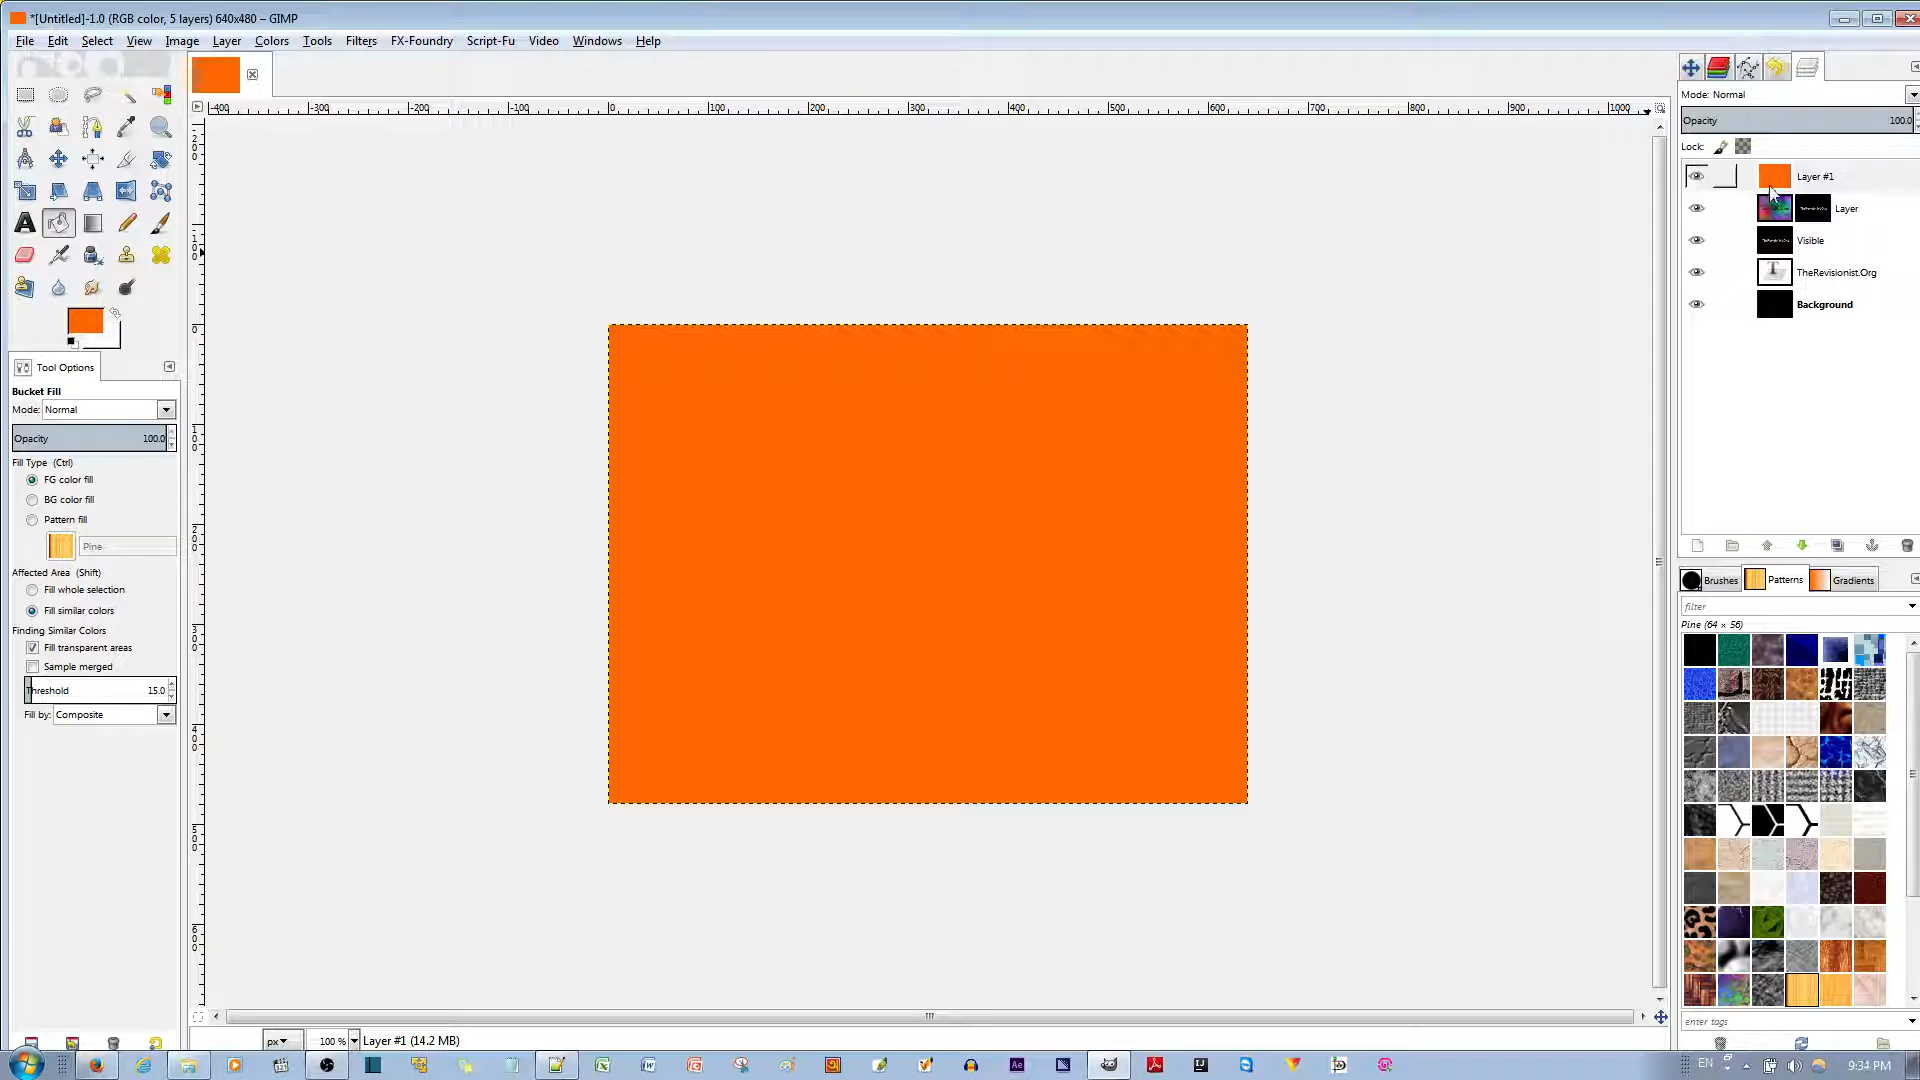 *[Untitled]-1.0 (RGB color, 5 layers) 640x480 – GIMP
File Edit Select View Image Layer Colors Tools Filters FX-Foundry Script-Fu Video Windows Help
-400 -300 -200 -100 0 100 200 300 400 500 600 700 800 900 1000
Tool Options
Bucket Fill
Mode: Normal
Opacity 100.0
Fill Type (Ctrl)
FG color fill
BG color fill
Pattern fill
Pine
Affected Area (Shift)
Fill whole selection
Fill similar colors
Finding Similar Colors
Fill transparent areas
Sample merged
Threshold 15.0
Fill by: Composite
px 100 % Layer #1 (14.2 MB)
Mode: Normal
Opacity 100.0
Lock:
Layer #1
Layer
Visible
TheRevisionist.Org
Background
Brushes Patterns Gradients
filter
Pine (64 × 56)
enter tags
EN 9:34 PM